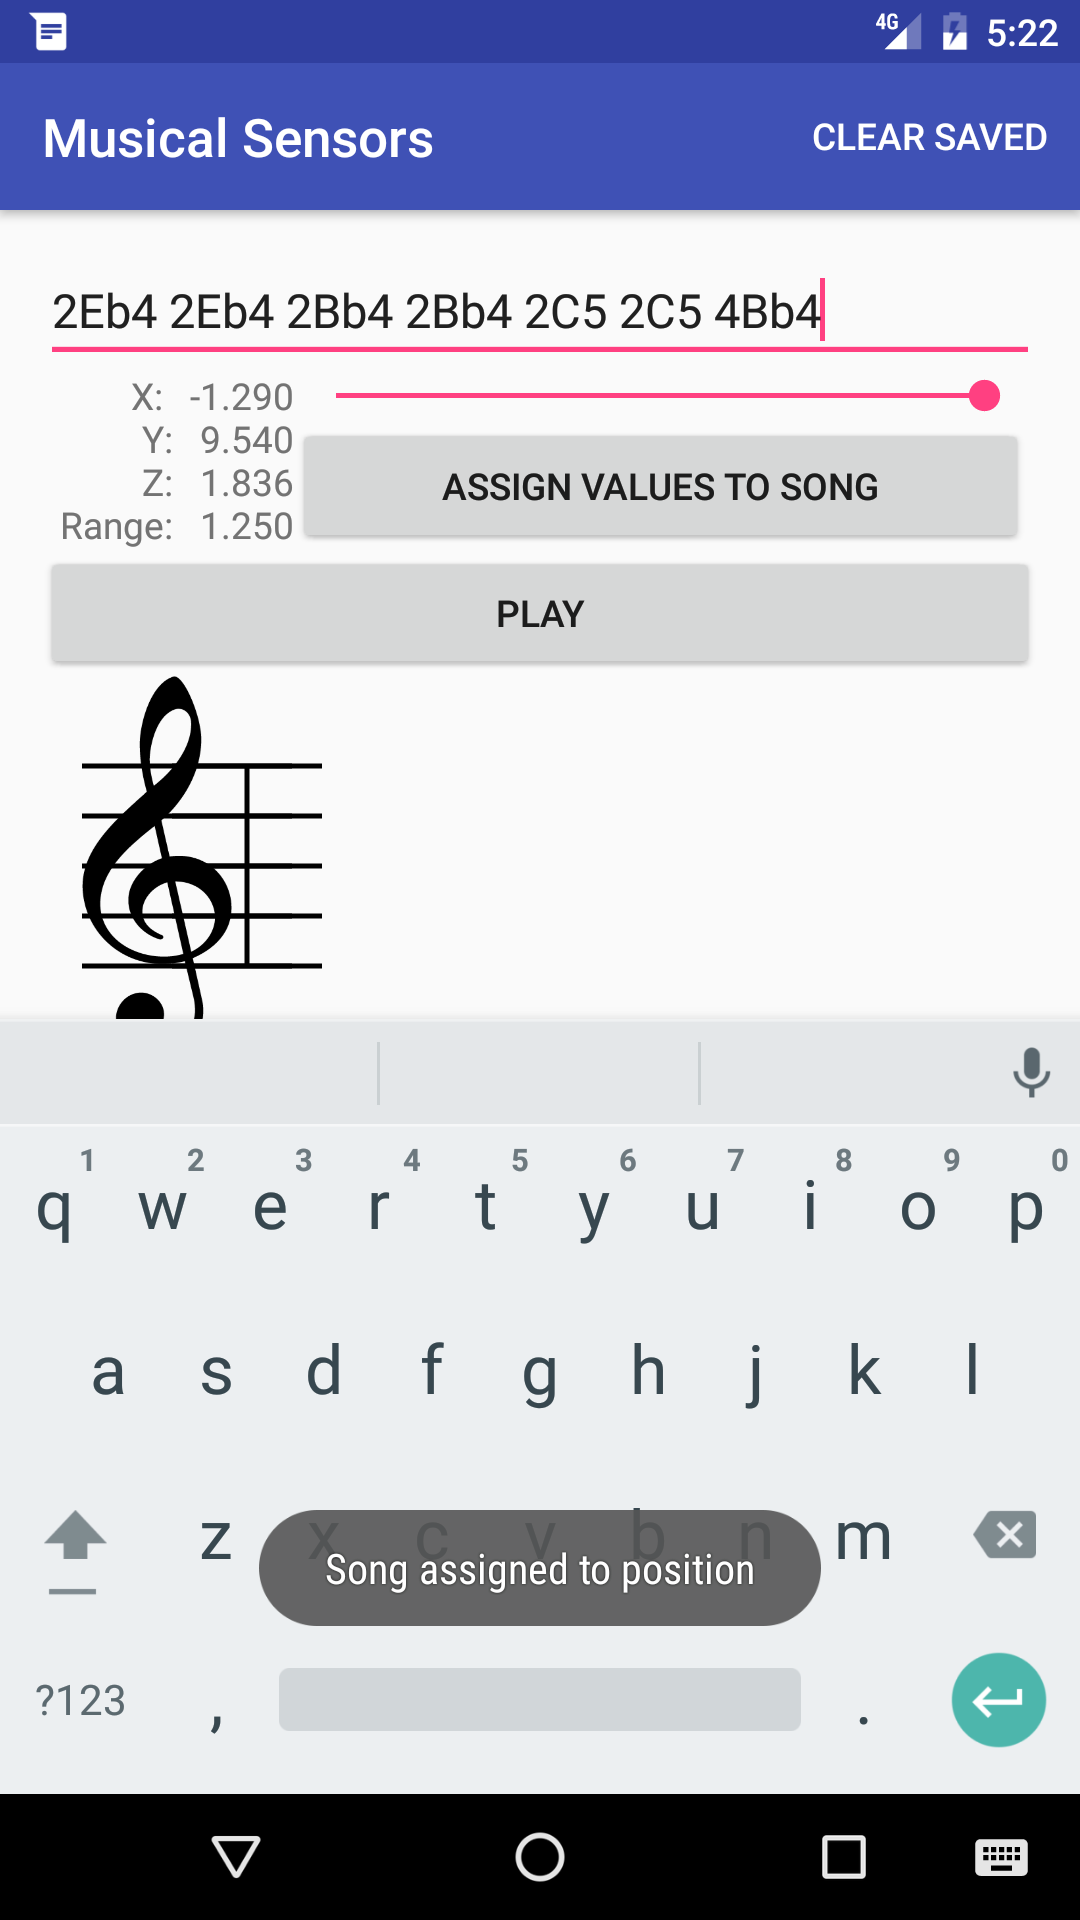 4G 5:22
Musical Sensors CLEAR SAVED
2Eb4 2Eb4 2Bb4 2Bb4 2C5 2C5 4Bb4
X: -1.290
Y: 9.540
Z: 1.836
Range: 1.250
ASSIGN VALUES TO SONG
PLAY
1 2 3 4 5 6 7 8 9 0
q w e r t y u i o p
a s d f g h j k l
z x c v b n m
Song assigned to position
?123 , .